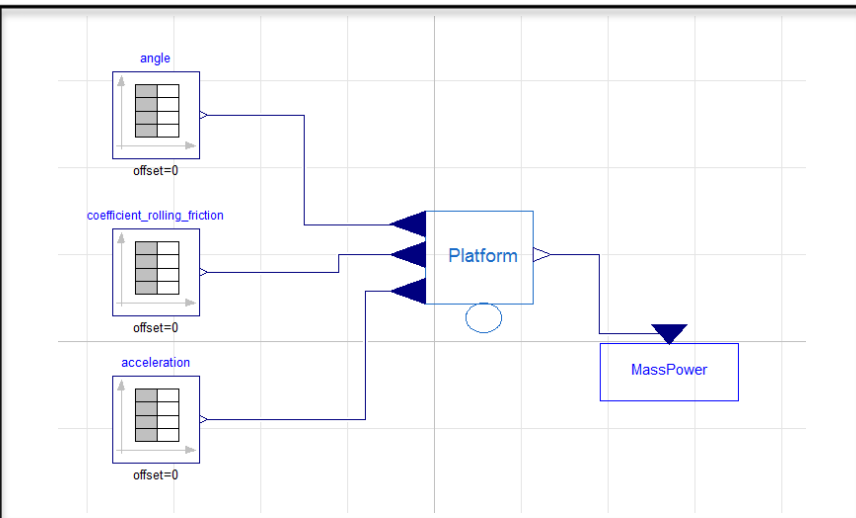 angle
offset=0
coefficient_rolling_friction
offset=0
Platform
acceleration
MassPower
offset=0